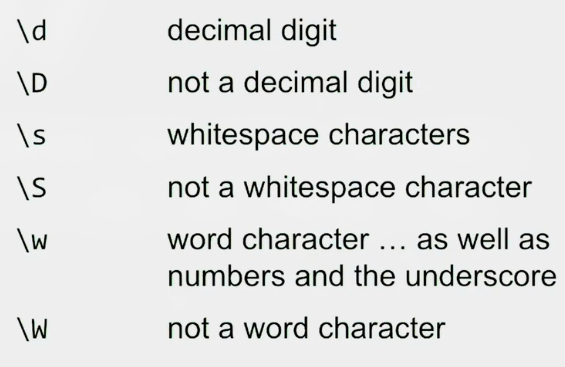 \d decimal digit
\D not a decimal digit
\s whitespace characters
\S not a whitespace character
\w word character … as well as
numbers and the underscore
\W not a word character